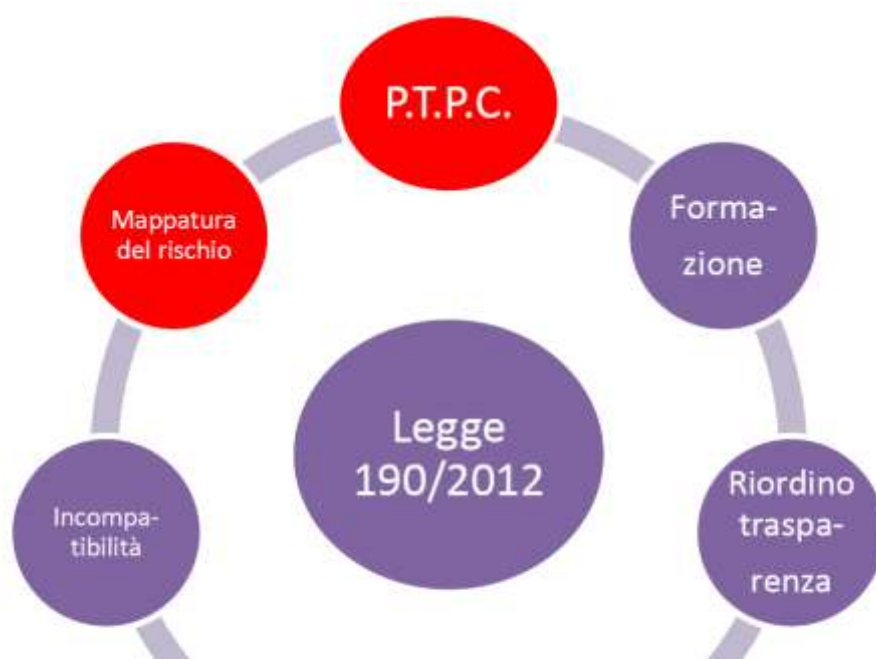 P.T.P.C.
Mappatura
del rischio
Forma-
zione
Legge
190/2012
Incompa-
tibilità
Riordino
traspa-
renza